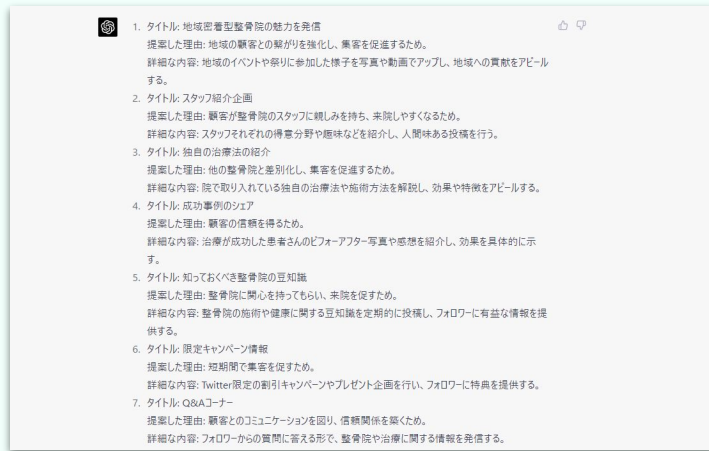 1. タイトル: 地域密着型整骨院の魅力を発信
提案した理由: 地域の顧客との繋がりを強化し、集客を促進するため。
詳細な内容: 地域のイベントや祭りに参加した様子を写真や動画でアップし、地域への貢献をアピール
する。
2. タイトル: スタッフ紹介企画
提案した理由: 顧客が整骨院のスタッフに親しみを持ち、来院しやすくなるため。
詳細な内容: スタッフそれぞれの得意分野や趣味などを紹介し、人間味ある投稿を行う。
3. タイトル: 独自の治療法の紹介
提案した理由: 他の整骨院と差別化し、集客を促進するため。
詳細な内容: 院で取り入れている独自の治療法や施術方法を解説し、効果や特徴をアピールする。
4. タイトル: 成功事例のシェア
提案した理由: 顧客の信頼を得るため。
詳細な内容: 治療が成功した患者さんのビフォーアフター写真や感想を紹介し、効果を具体的に示
す。
5. タイトル: 知っておくべき整骨院の豆知識
提案した理由: 整骨院に関心を持ってもらい、来院を促すため。
詳細な内容: 整骨院の施術や健康に関する豆知識を定期的に投稿し、フォロワーに有益な情報を提
供する。
6. タイトル: 限定キャンペーン情報
提案した理由: 短期間で集客を促すため。
詳細な内容: Twitter限定の割引キャンペーンやプレゼント企画を行い、フォロワーに特典を提供する。
7. タイトル: Q&Aコーナー
提案した理由: 顧客とのコミュニケーションを図り、信頼関係を築くため。
詳細な内容: フォロワーからの質問に答える形で、整骨院や治療に関する情報を発信する。